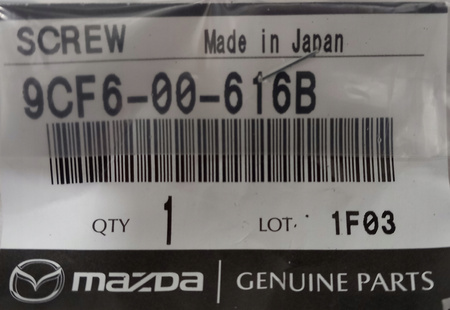 SCREW Made in Japan
9CF6-00-616B
QTY 1 LOT. 1F03
mazda GENUINE PARTS